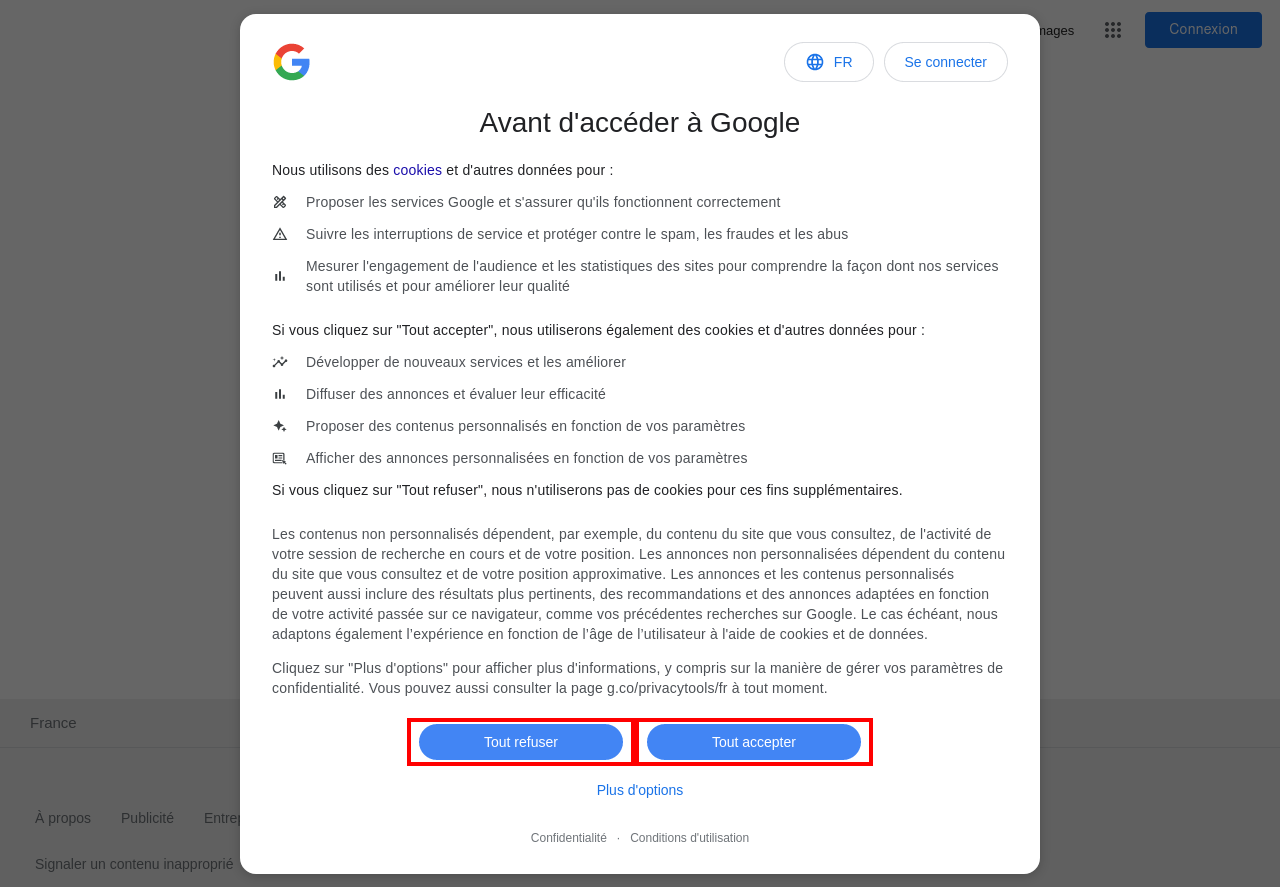 mages
Connexion
FR
Se connecter
Avant d'accéder à Google
Nous utilisons des cookies et d'autres données pour :
Proposer les services Google et s'assurer qu'ils fonctionnent correctement
Suivre les interruptions de service et protéger contre le spam, les fraudes et les abus
Mesurer l'engagement de l'audience et les statistiques des sites pour comprendre la façon dont nos services
sont utilisés et pour améliorer leur qualité
Si vous cliquez sur "Tout accepter", nous utiliserons également des cookies et d'autres données pour :
Développer de nouveaux services et les améliorer
Diffuser des annonces et évaluer leur efficacité
Proposer des contenus personnalisés en fonction de vos paramètres
Afficher des annonces personnalisées en fonction de vos paramètres
Si vous cliquez sur "Tout refuser", nous n'utiliserons pas de cookies pour ces fins supplémentaires.
Les contenus non personnalisés dépendent, par exemple, du contenu du site que vous consultez, de l'activité de
votre session de recherche en cours et de votre position. Les annonces non personnalisées dépendent du contenu
du site que vous consultez et de votre position approximative. Les annonces et les contenus personnalisés
peuvent aussi inclure des résultats plus pertinents, des recommandations et des annonces adaptées en fonction
de votre activité passée sur ce navigateur, comme vos précédentes recherches sur Google. Le cas échéant, nous
adaptons également l’expérience en fonction de l’âge de l’utilisateur à l'aide de cookies et de données.
Cliquez sur "Plus d'options" pour afficher plus d'informations, y compris sur la manière de gérer vos paramètres de
confidentialité. Vous pouvez aussi consulter la page g.co/privacytools/fr à tout moment.
France
Tout refuser
Tout accepter
Plus d'options
À propos
Publicité
Entrep
Confidentialité · Conditions d'utilisation
Signaler un contenu inapproprié